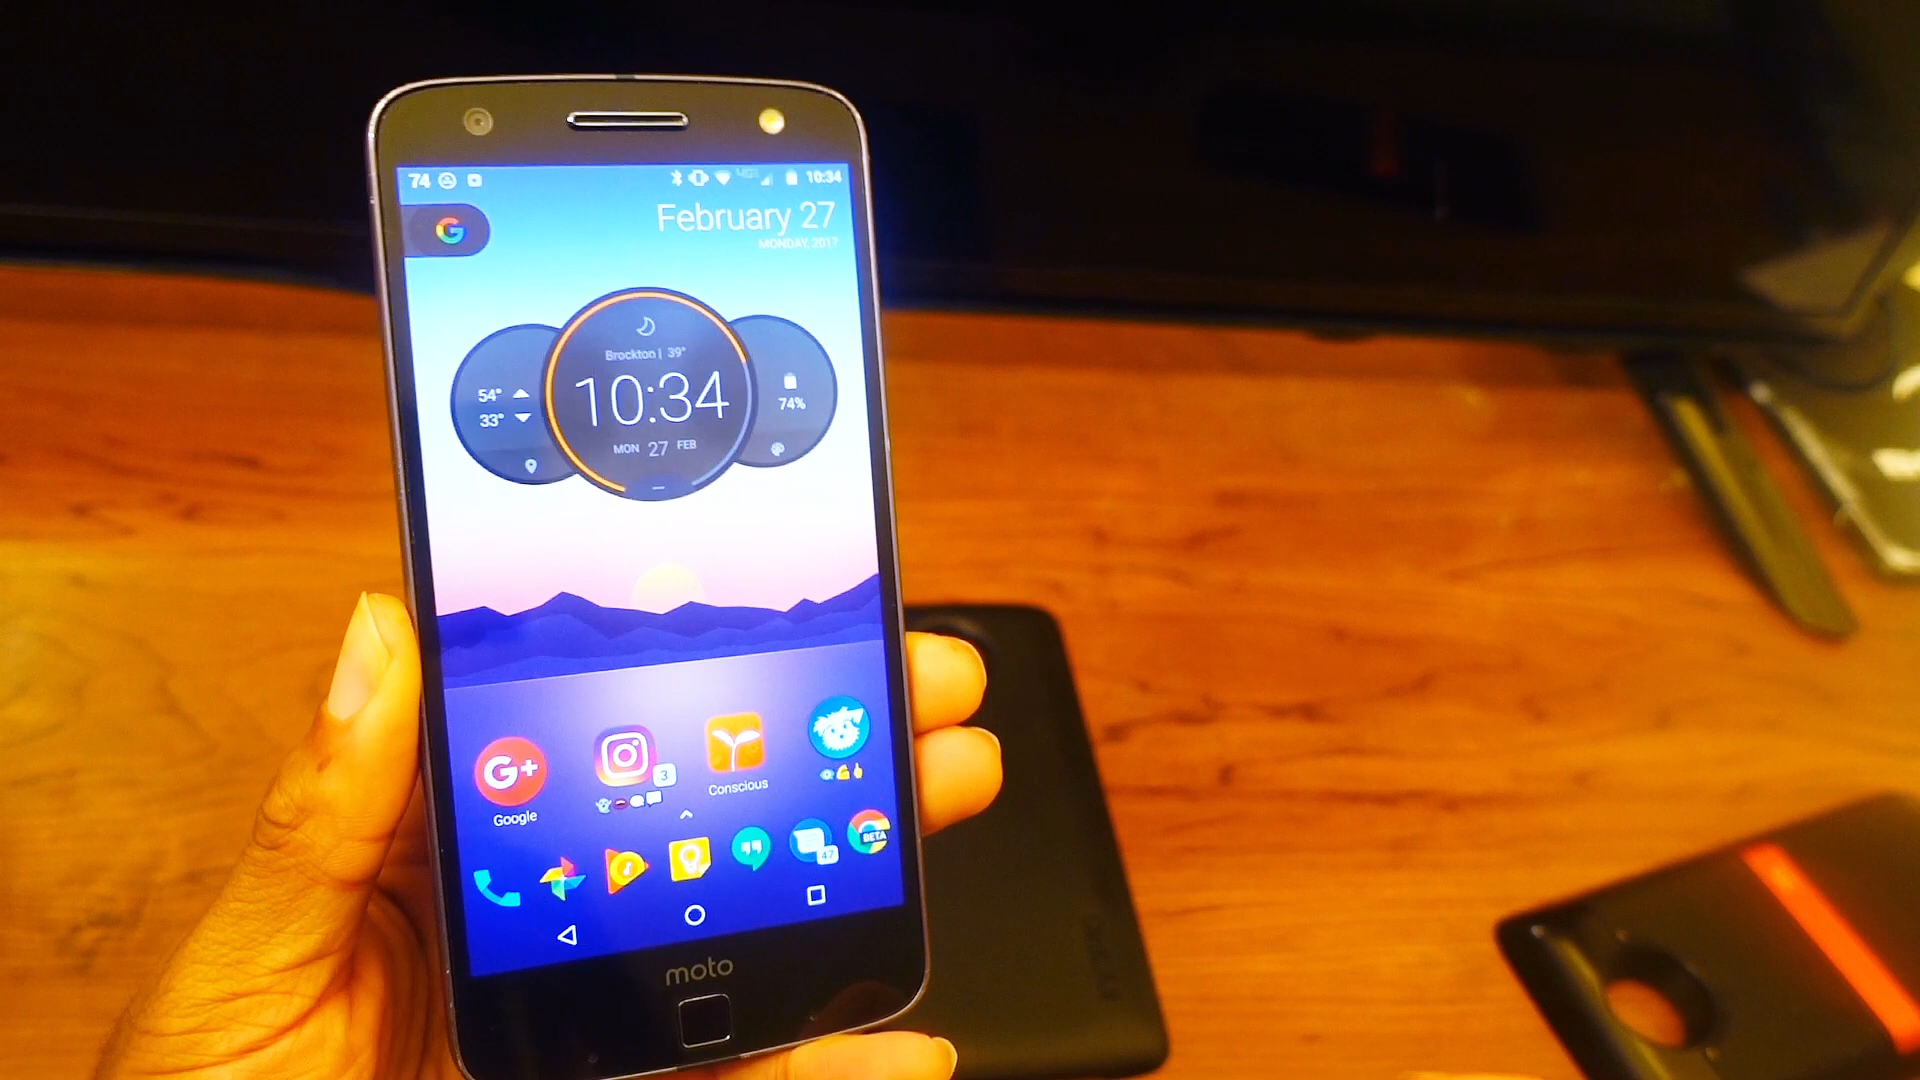 74
10:34
G
February 27
MONDAY, 2017
Brockton | 39°
54°
33°
10:34
MON 27 FEB
74%
G+
3
Google
Conscious
47
BETA
moto